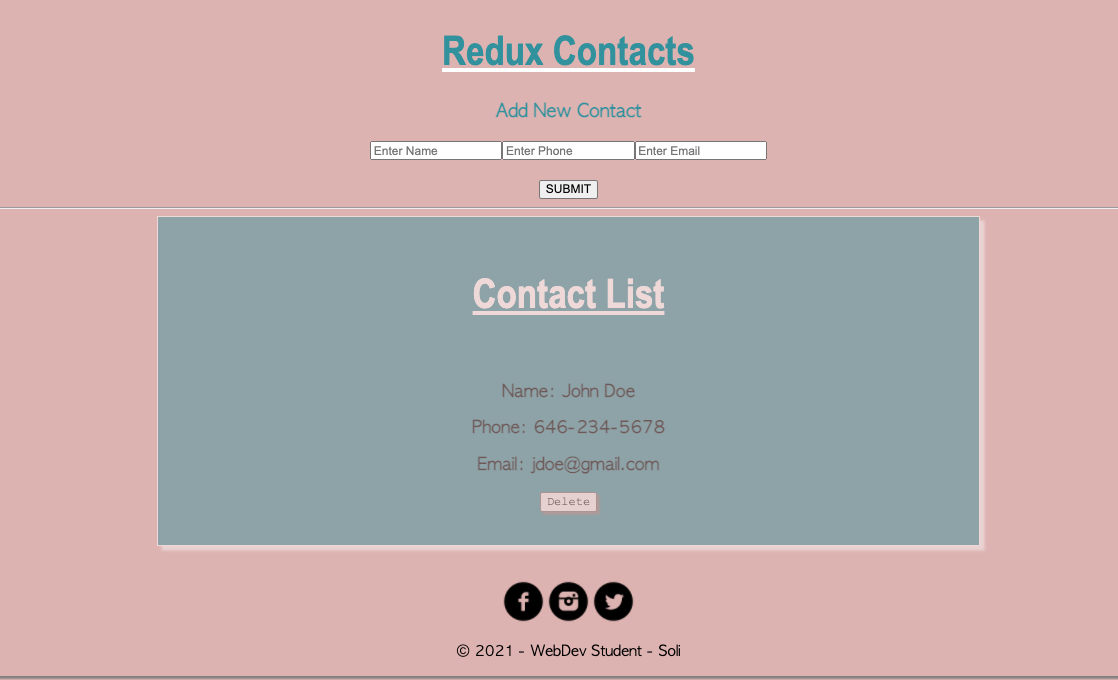 Redux Contacts
Add New Contact
Enter Name Enter Phone Enter Email
SUBMIT
Contact List
Name: John Doe
Phone: 646-234-5678
Email: jdoe@gmail.com
Delete
© 2021 - WebDev Student - Soli